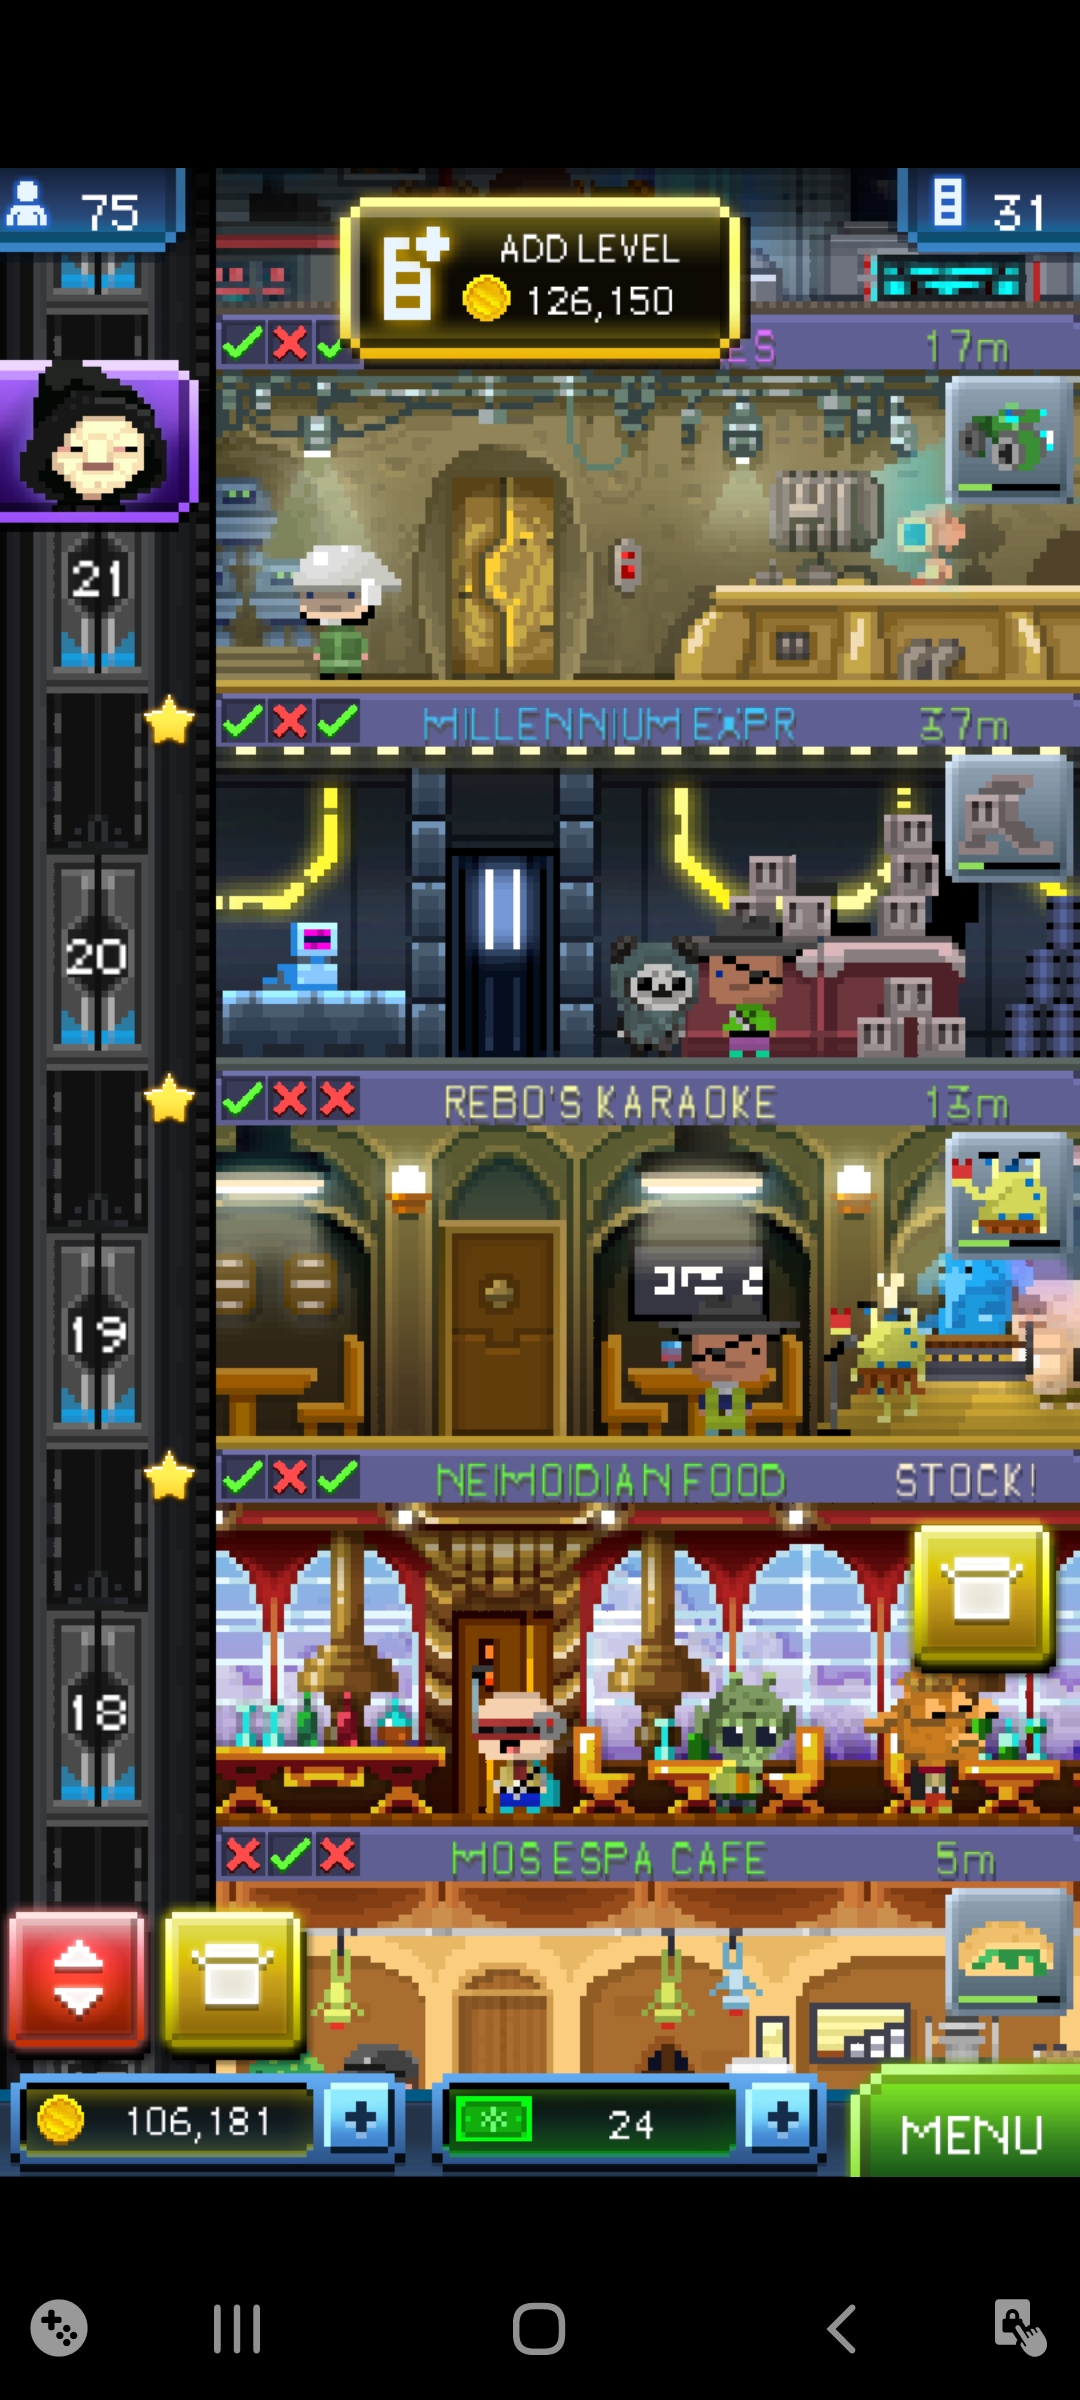 75
31
ADD LEVEL
126,150
ES
17m
21
MILLENNIUM EXPR
37m
20
REBO'S KARAOKE
13m
19
NEIMOIDIAN FOOD
STOCK!
18
MOS ESPA CAFE
5m
106,181
24
MENU